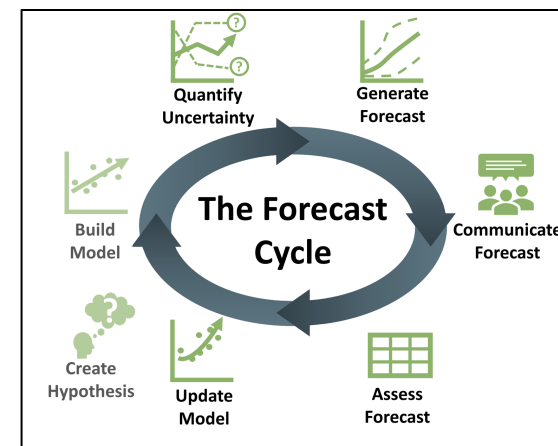 ?
?
Quantify
Uncertainty
Generate
Forecast
The Forecast
Cycle
Build
Model
Communicate
Forecast
?
Create
Hypothesis
Update
Model
Assess
Forecast